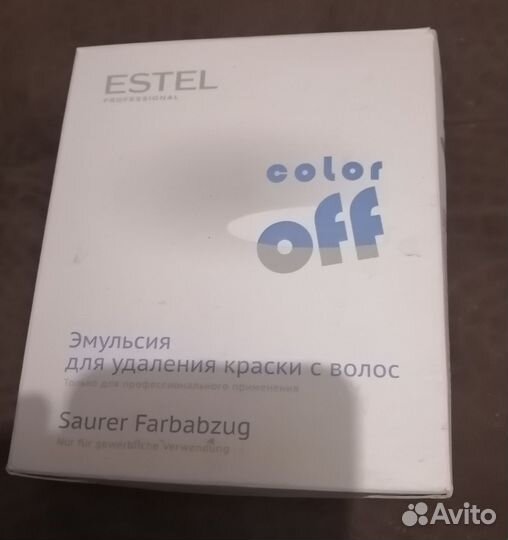 ESTEL
PROFESSIONAL
color
off
Эмульсия
для удаления краски с волос
Только для профессионального применения
Saurer Farbabzug
Nur für gewerbliche Verwendung
Avito